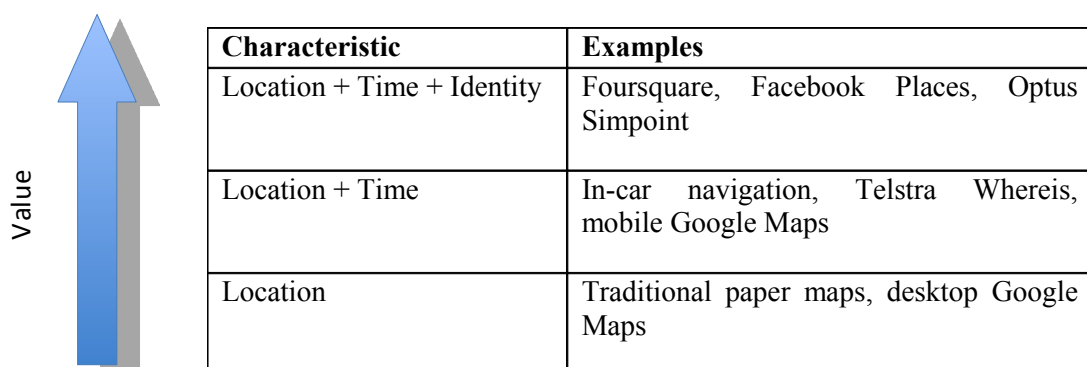 Value
Characteristic
Examples
Location + Time + Identity
Foursquare, Facebook Places, Optus
Simpoint
Location + Time
In-car navigation, Telstra Whereis,
mobile Google Maps
Location
Traditional paper maps, desktop Google
Maps